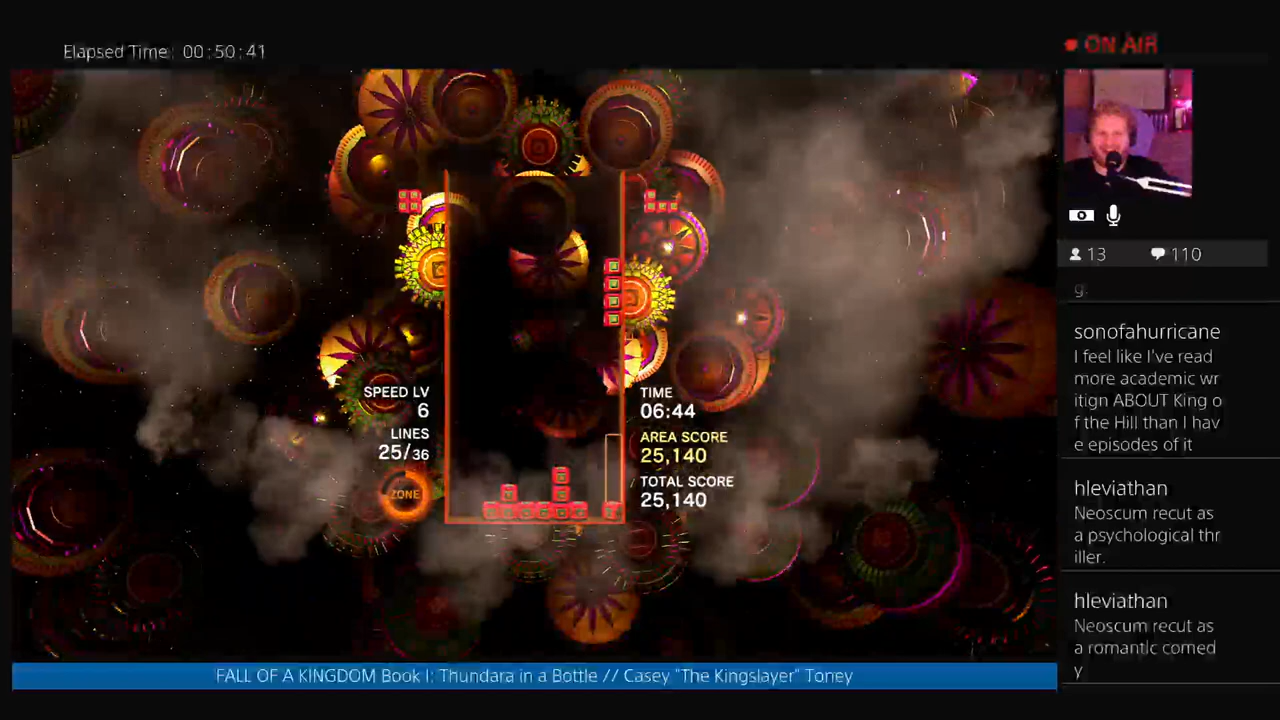 Elapsed Time 00:50:41
ON AIR
13 110
g
sonofahurricane
I feel like I've read
more academic wr
itign ABOUT King o
f the Hill than I hav
e episodes of it
hleviathan
Neoscum recut as
a psychological thr
iller.
hleviathan
Neoscum recut as
a romantic comed
y
SPEED LV
6
LINES
25/36
ZONE
TIME
06:44
AREA SCORE
25,140
TOTAL SCORE
25,140
FALL OF A KINGDOM Book I: Thundara in a Bottle // Casey "The Kingslayer" Toney